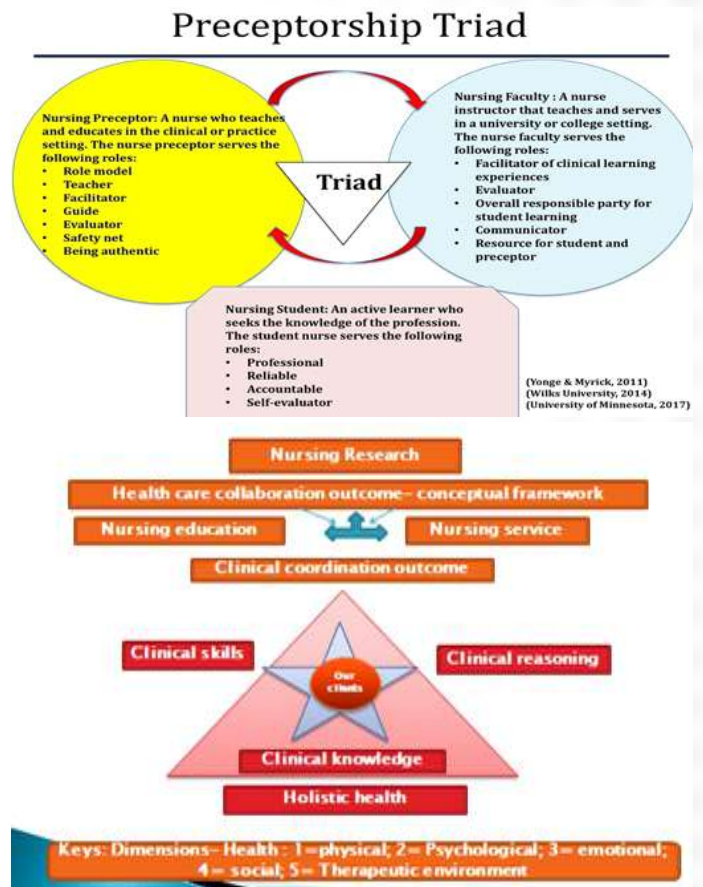 Preceptorship Triad
Nursing Preceptor: A nurse who teaches
and educates in the clinical or practice
setting. The nurse preceptor serves the
following roles:
• Role model
• Teacher
• Facilitator
• Guide
• Evaluator
• Safety net
• Being authentic
Triad
Nursing Faculty : A nurse
instructor that teaches and serves
in a university or college setting.
The nurse faculty serves the
following roles:
• Facilitator of clinical learning
experiences
• Evaluator
• Overall responsible party for
student learning
• Communicator
• Resource for student and
preceptor
Nursing Student: An active learner who
seeks the knowledge of the profession.
The student nurse serves the following
roles:
• Professional
• Reliable
• Accountable
• Self-evaluator
(Yonge & Myrick, 2011)
(Wilks University, 2014)
(University of Minnesota, 2017)
Nursing Research
Health care collaboration outcome– conceptual framework
Nursing education
Nursing service
Clinical coordination outcome
Clinical skills
Clinical reasoning
Our
clients
Clinical knowledge
Holistic health
Keys: Dimensions– Health : 1=physical; 2= Psychological; 3= emotional;
4= social; 5= Therapeutic environment